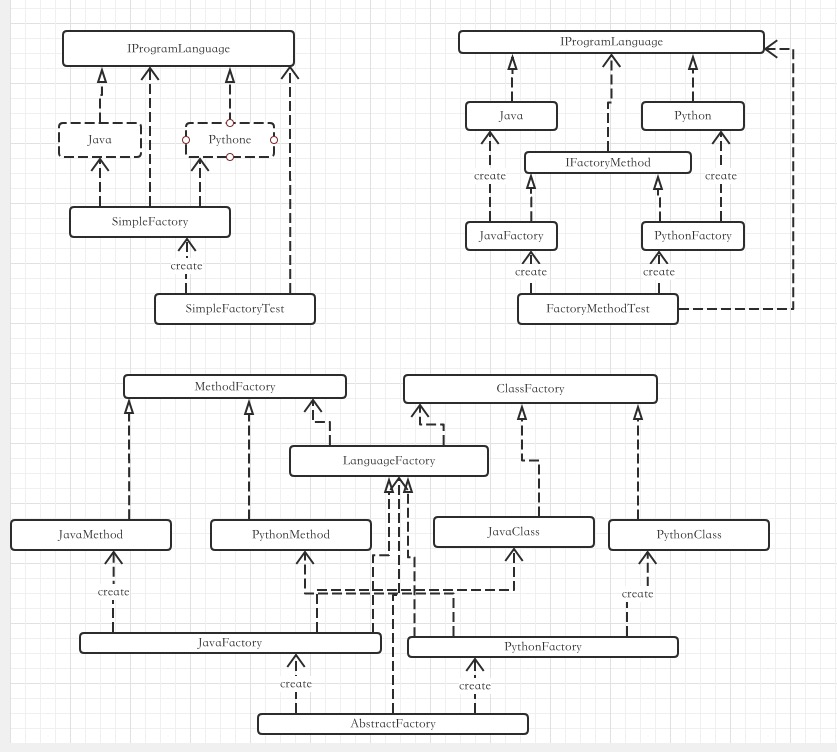 IProgramLanguage
Java
Pythone
SimpleFactory
create
SimpleFactoryTest
IProgramLanguage
Java
Python
IFactoryMethod
create
create
JavaFactory
PythonFactory
create
create
FactoryMethodTest
MethodFactory
ClassFactory
LanguageFactory
JavaMethod
PythonMethod
JavaClass
PythonClass
create
create
JavaFactory
PythonFactory
create
create
AbstractFactory